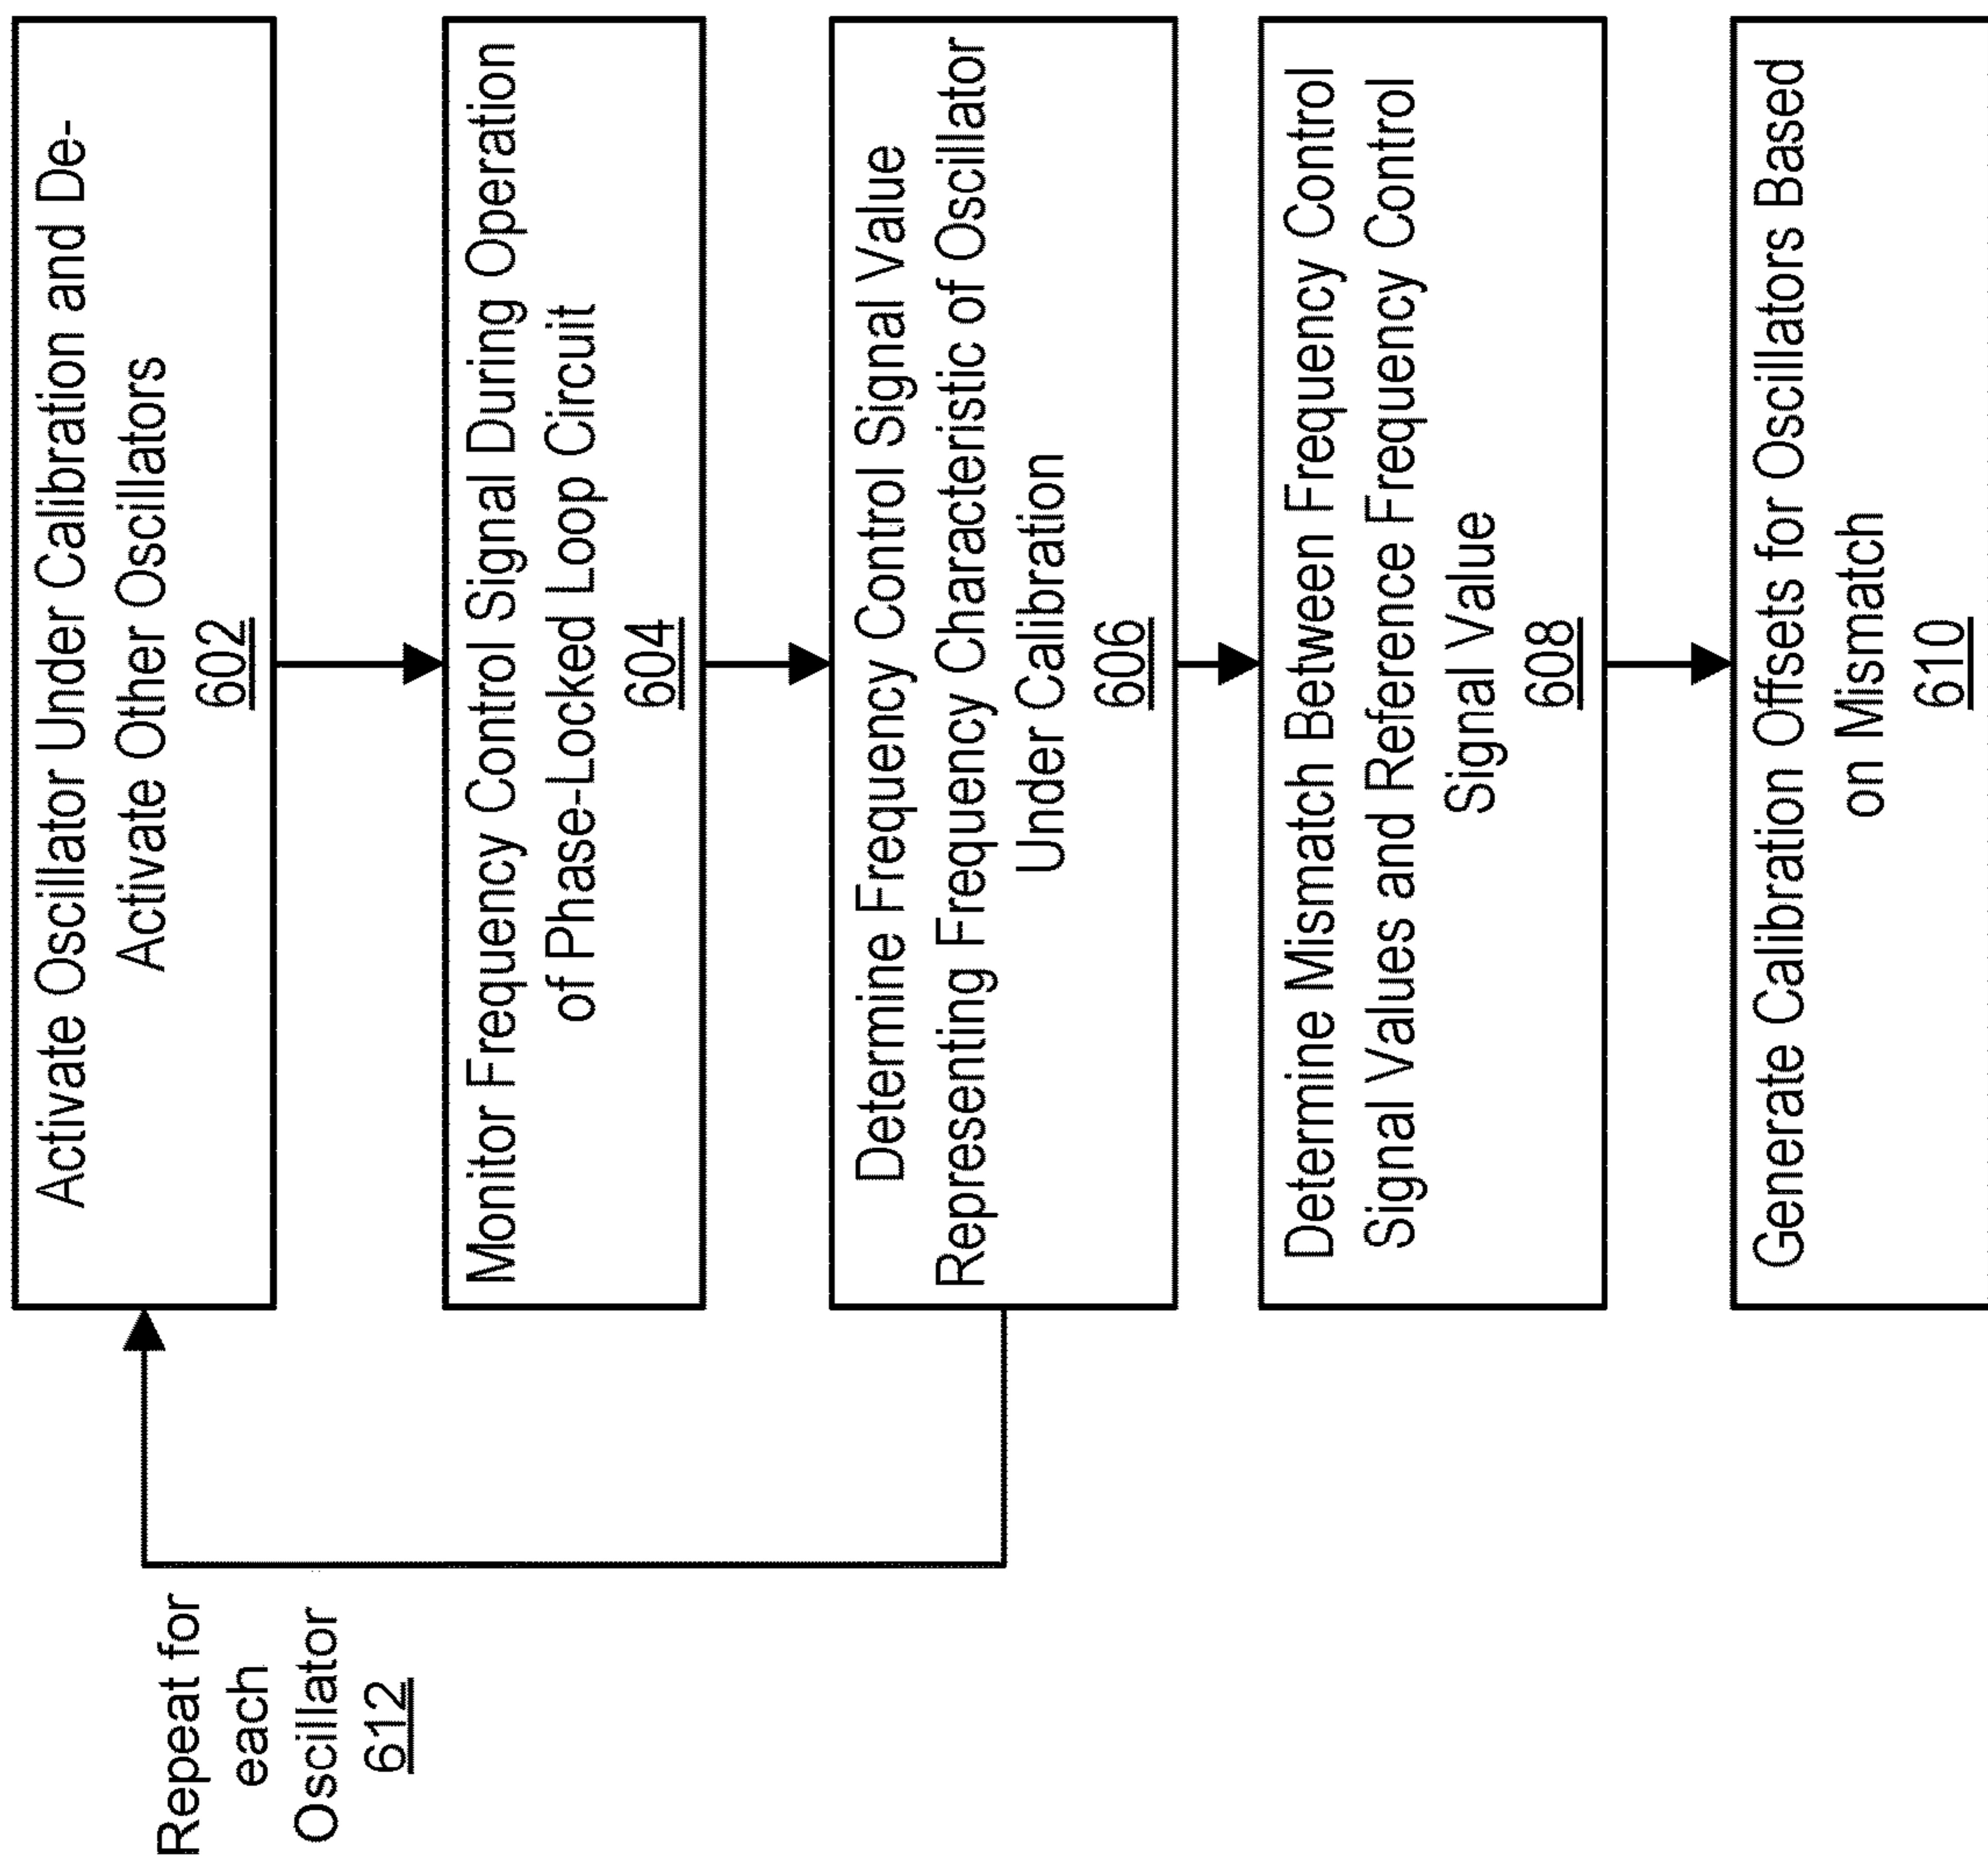 Activate Oscillator Under Calibration and De-
Activate Other Oscillators
602
Monitor Frequency Control Signal During Operation
of Phase-Locked Loop Circuit
604
Determine Frequency Control Signal Value
Representing Frequency Characteristic of Oscillator
Under Calibration
606
Determine Mismatch Between Frequency Control
Signal Values and Reference Frequency Control
Signal Value
608
Generate Calibration Offsets for Oscillators Based
on Mismatch
610
Repeat for
each
Oscillator
612